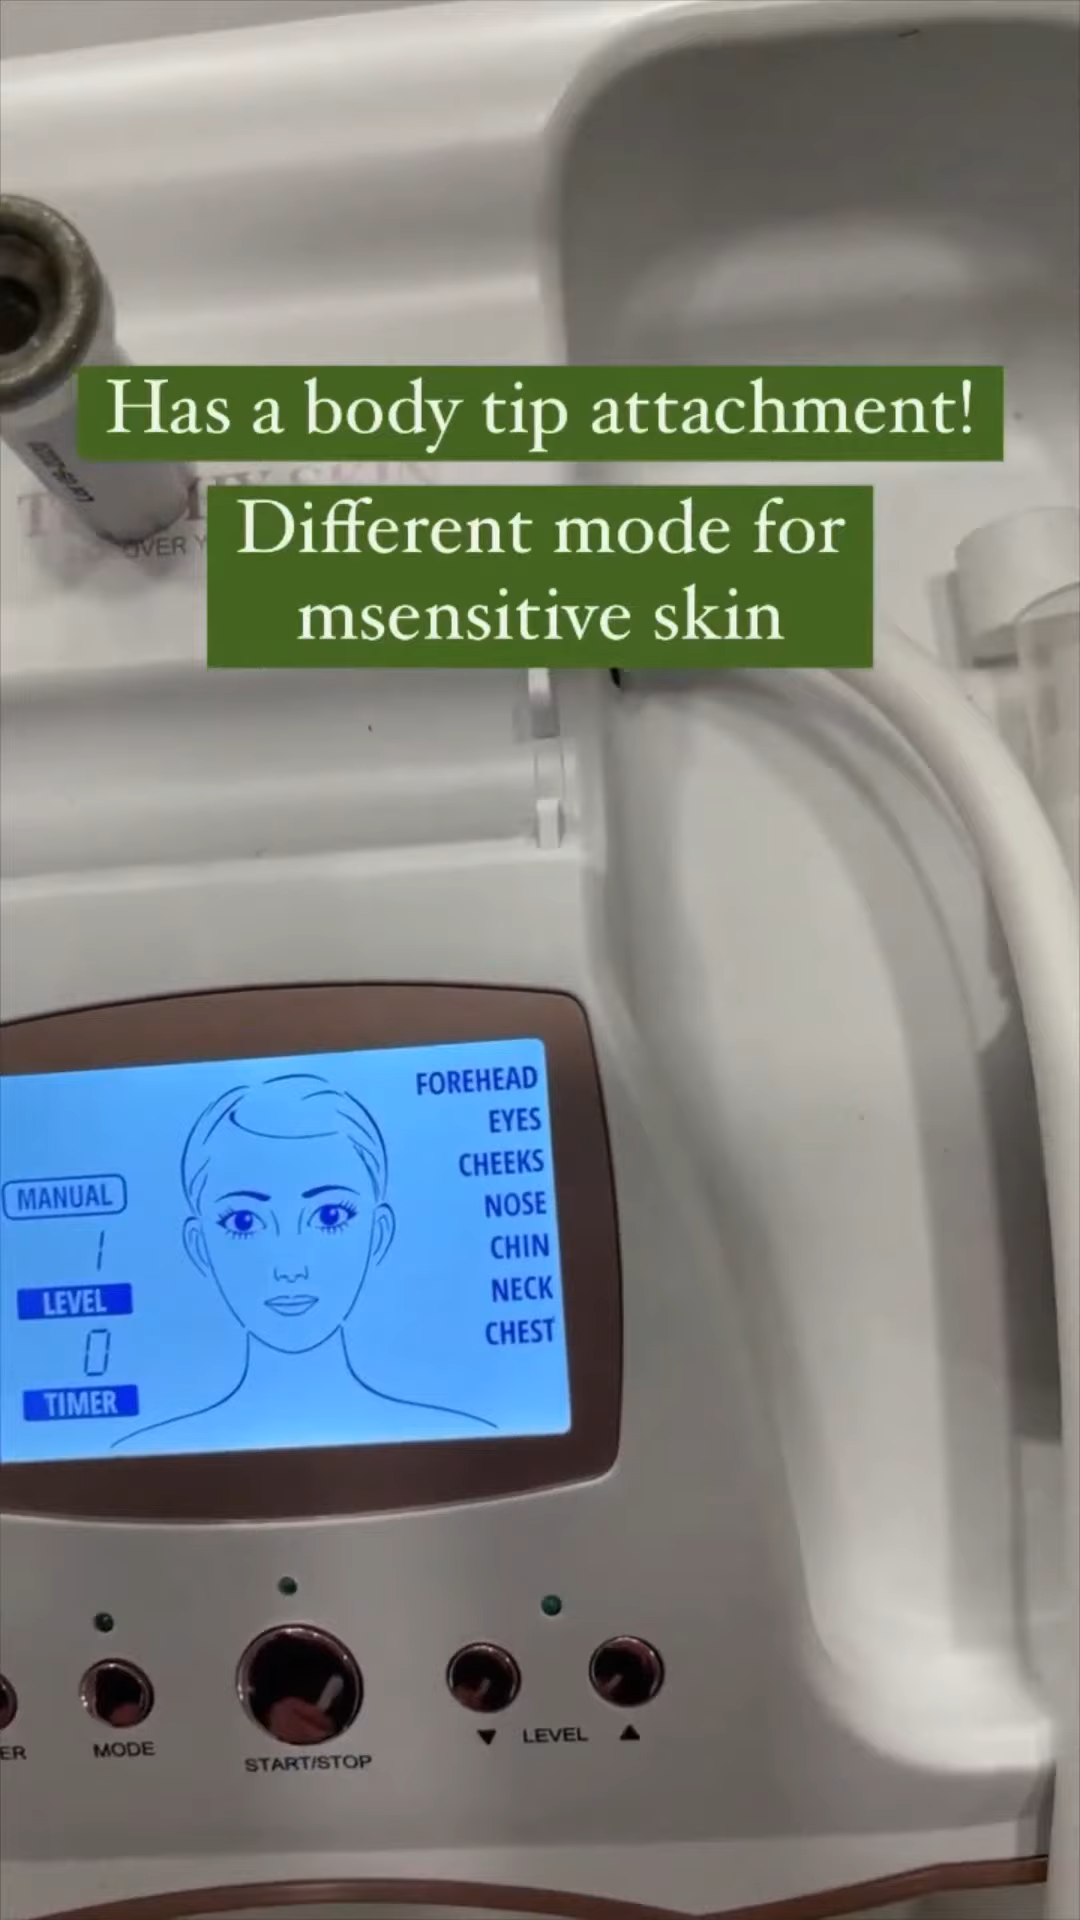 Has a body tip attachment!
Different mode for
msensitive skin
FOREHEAD
EYES
CHEEKS
NOSE
CHIN
NECK
CHEST
MANUAL
1
LEVEL
0
TIMER
MODE
START/STOP
▼ LEVEL ▲